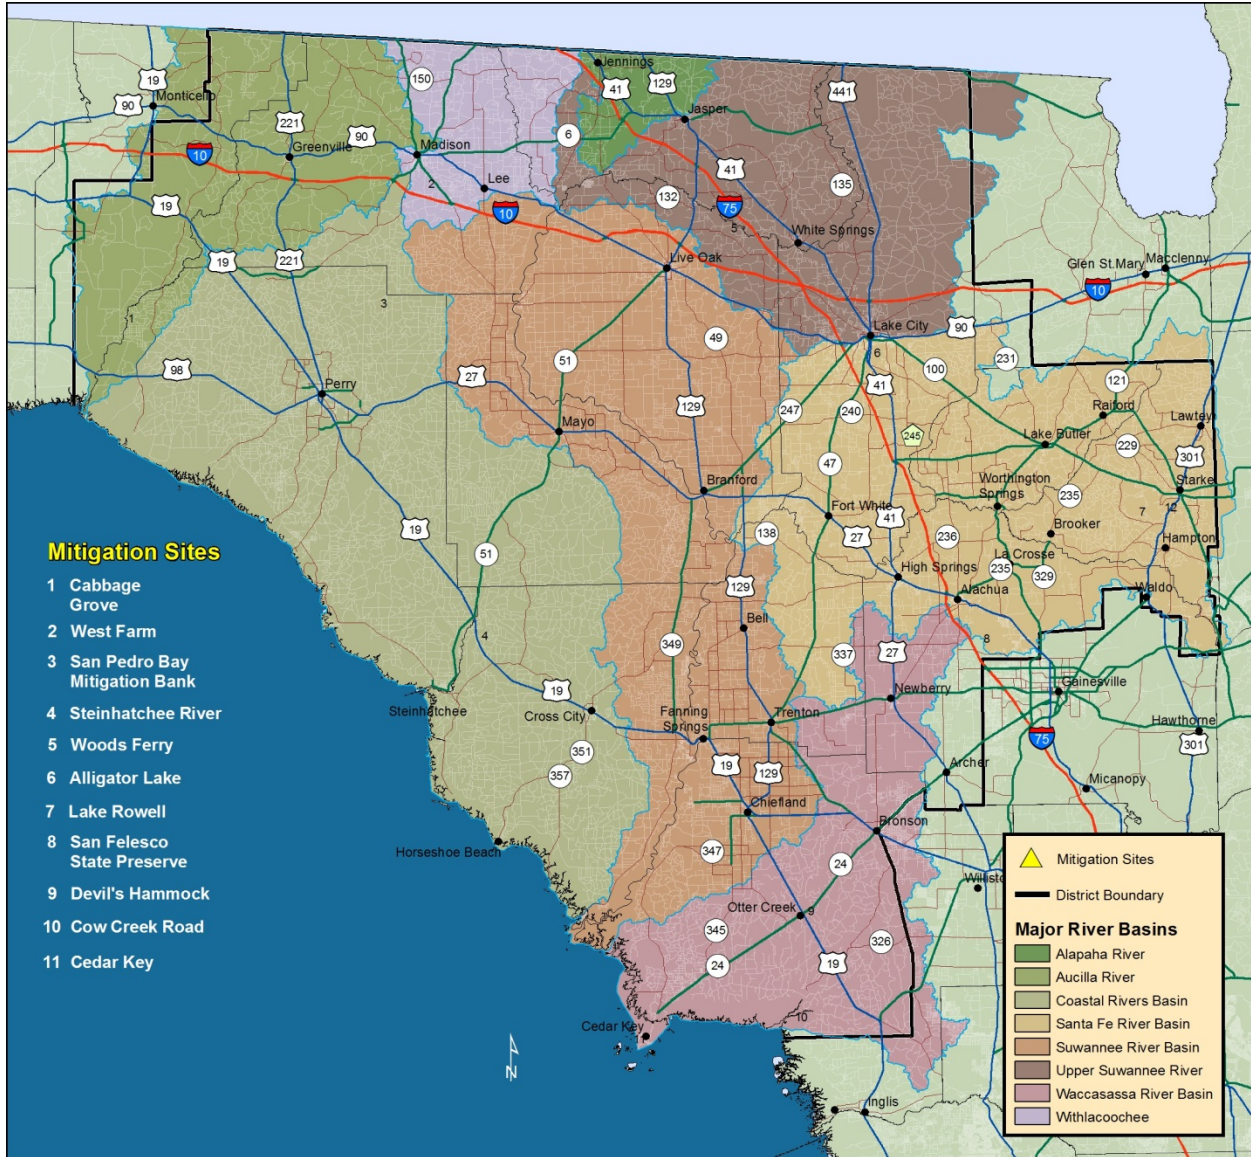 Jennings
19
41
129
150
441
90
Monticello
221
Jasper
6
90
10
Greenville
Madison
2
Lee
41
135
132
75
19
10
5
White Springs
221
19
Live Oak
Glen St.Mary
Macclenny
10
3
1
Lake City
90
49
6
231
51
98
41
100
Perry
27
121
129
247
240
Raiford
Lawtey
Mayo
245
Lake Butler
229
301
47
Branford
Worthington
Springs
235
Starke
7
12
Fort White
41
19
138
27
236
Brooker
Hampton
51
La Crosse
235
329
High Springs
129
Alachua
Waldo
Bell
4
8
349
337
27
Gainesville
Newberry
19
Steinhatchee
Cross City
Fanning
Springs
Trenton
Hawthorne
301
75
351
357
19
129
Archer
Micanopy
Chiefland
Bronson
Horseshoe Beach
347
24
Otter Creek
9
345
326
24
19
Cedar Key
10
Inglis
N
Mitigation Sites
1 Cabbage
Grove
2 West Farm
3 San Pedro Bay
Mitigation Bank
4 Steinhatchee River
5 Woods Ferry
6 Alligator Lake
7 Lake Rowell
8 San Felesco
State Preserve
9 Devil's Hammock
10 Cow Creek Road
11 Cedar Key
Mitigation Sites
District Boundary
Major River Basins
Alapaha River
Aucilla River
Coastal Rivers Basin
Santa Fe River Basin
Suwannee River Basin
Upper Suwannee River
Waccasassa River Basin
Withlacoochee